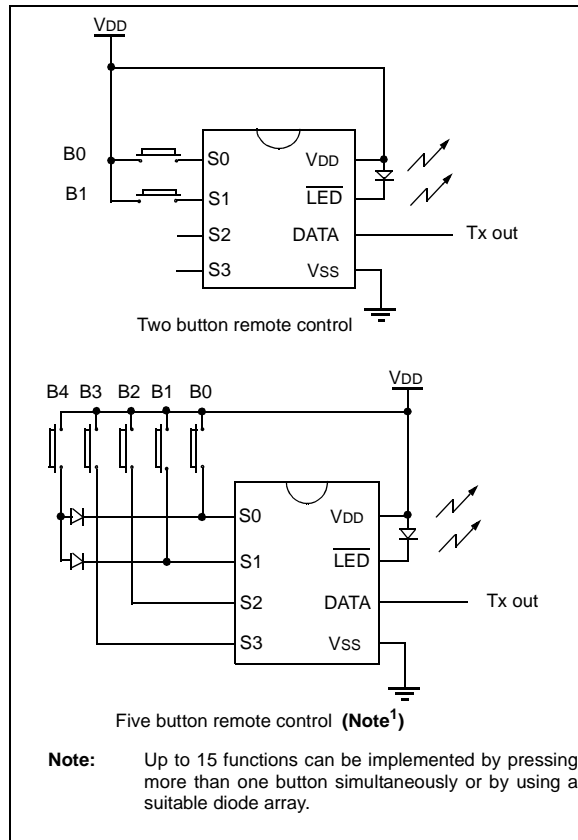 VDD
B0 S0 VDD
B1 S1 LED
S2 DATA Tx out
S3 VSS
Two button remote control
B4 B3 B2 B1 B0 VDD
S0 VDD
S1 LED
S2 DATA Tx out
S3 VSS
Five button remote control (Note1)
Note: Up to 15 functions can be implemented by pressing
more than one button simultaneously or by using a
suitable diode array.